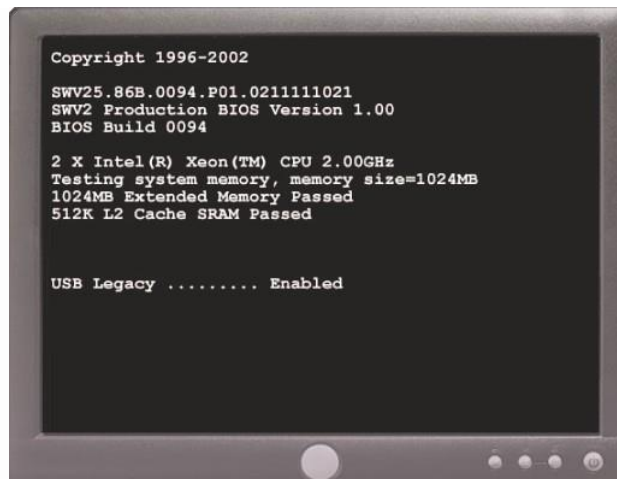 Copyright 1996-2002
SWV25.86B.0094.P01.0211111021
SWV2 Production BIOS Version 1.00
BIOS Build 0094
2 X Intel(R) Xeon(TM) CPU 2.00GHz
Testing system memory, memory size=1024MB
1024MB Extended Memory Passed
512K L2 Cache SRAM Passed
USB Legacy ......... Enabled